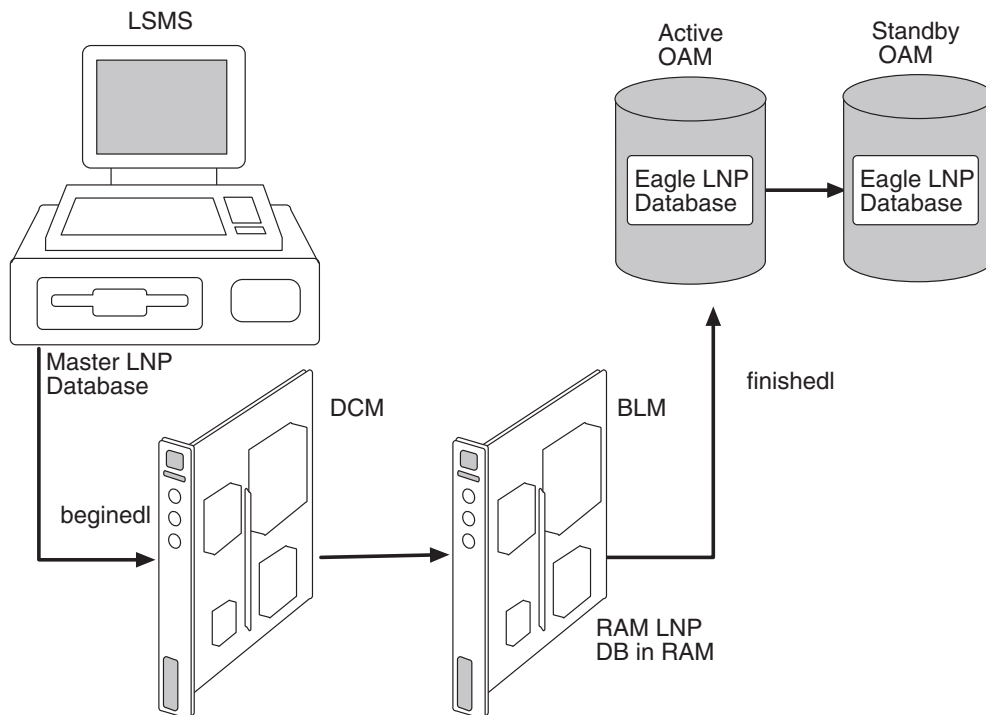 LSMS
Active
OAM
Standby
OAM
Eagle LNP
Database
Eagle LNP
Database
Master LNP
Database
DCM
BLM
finishedl
beginedl
RAM LNP
DB in RAM